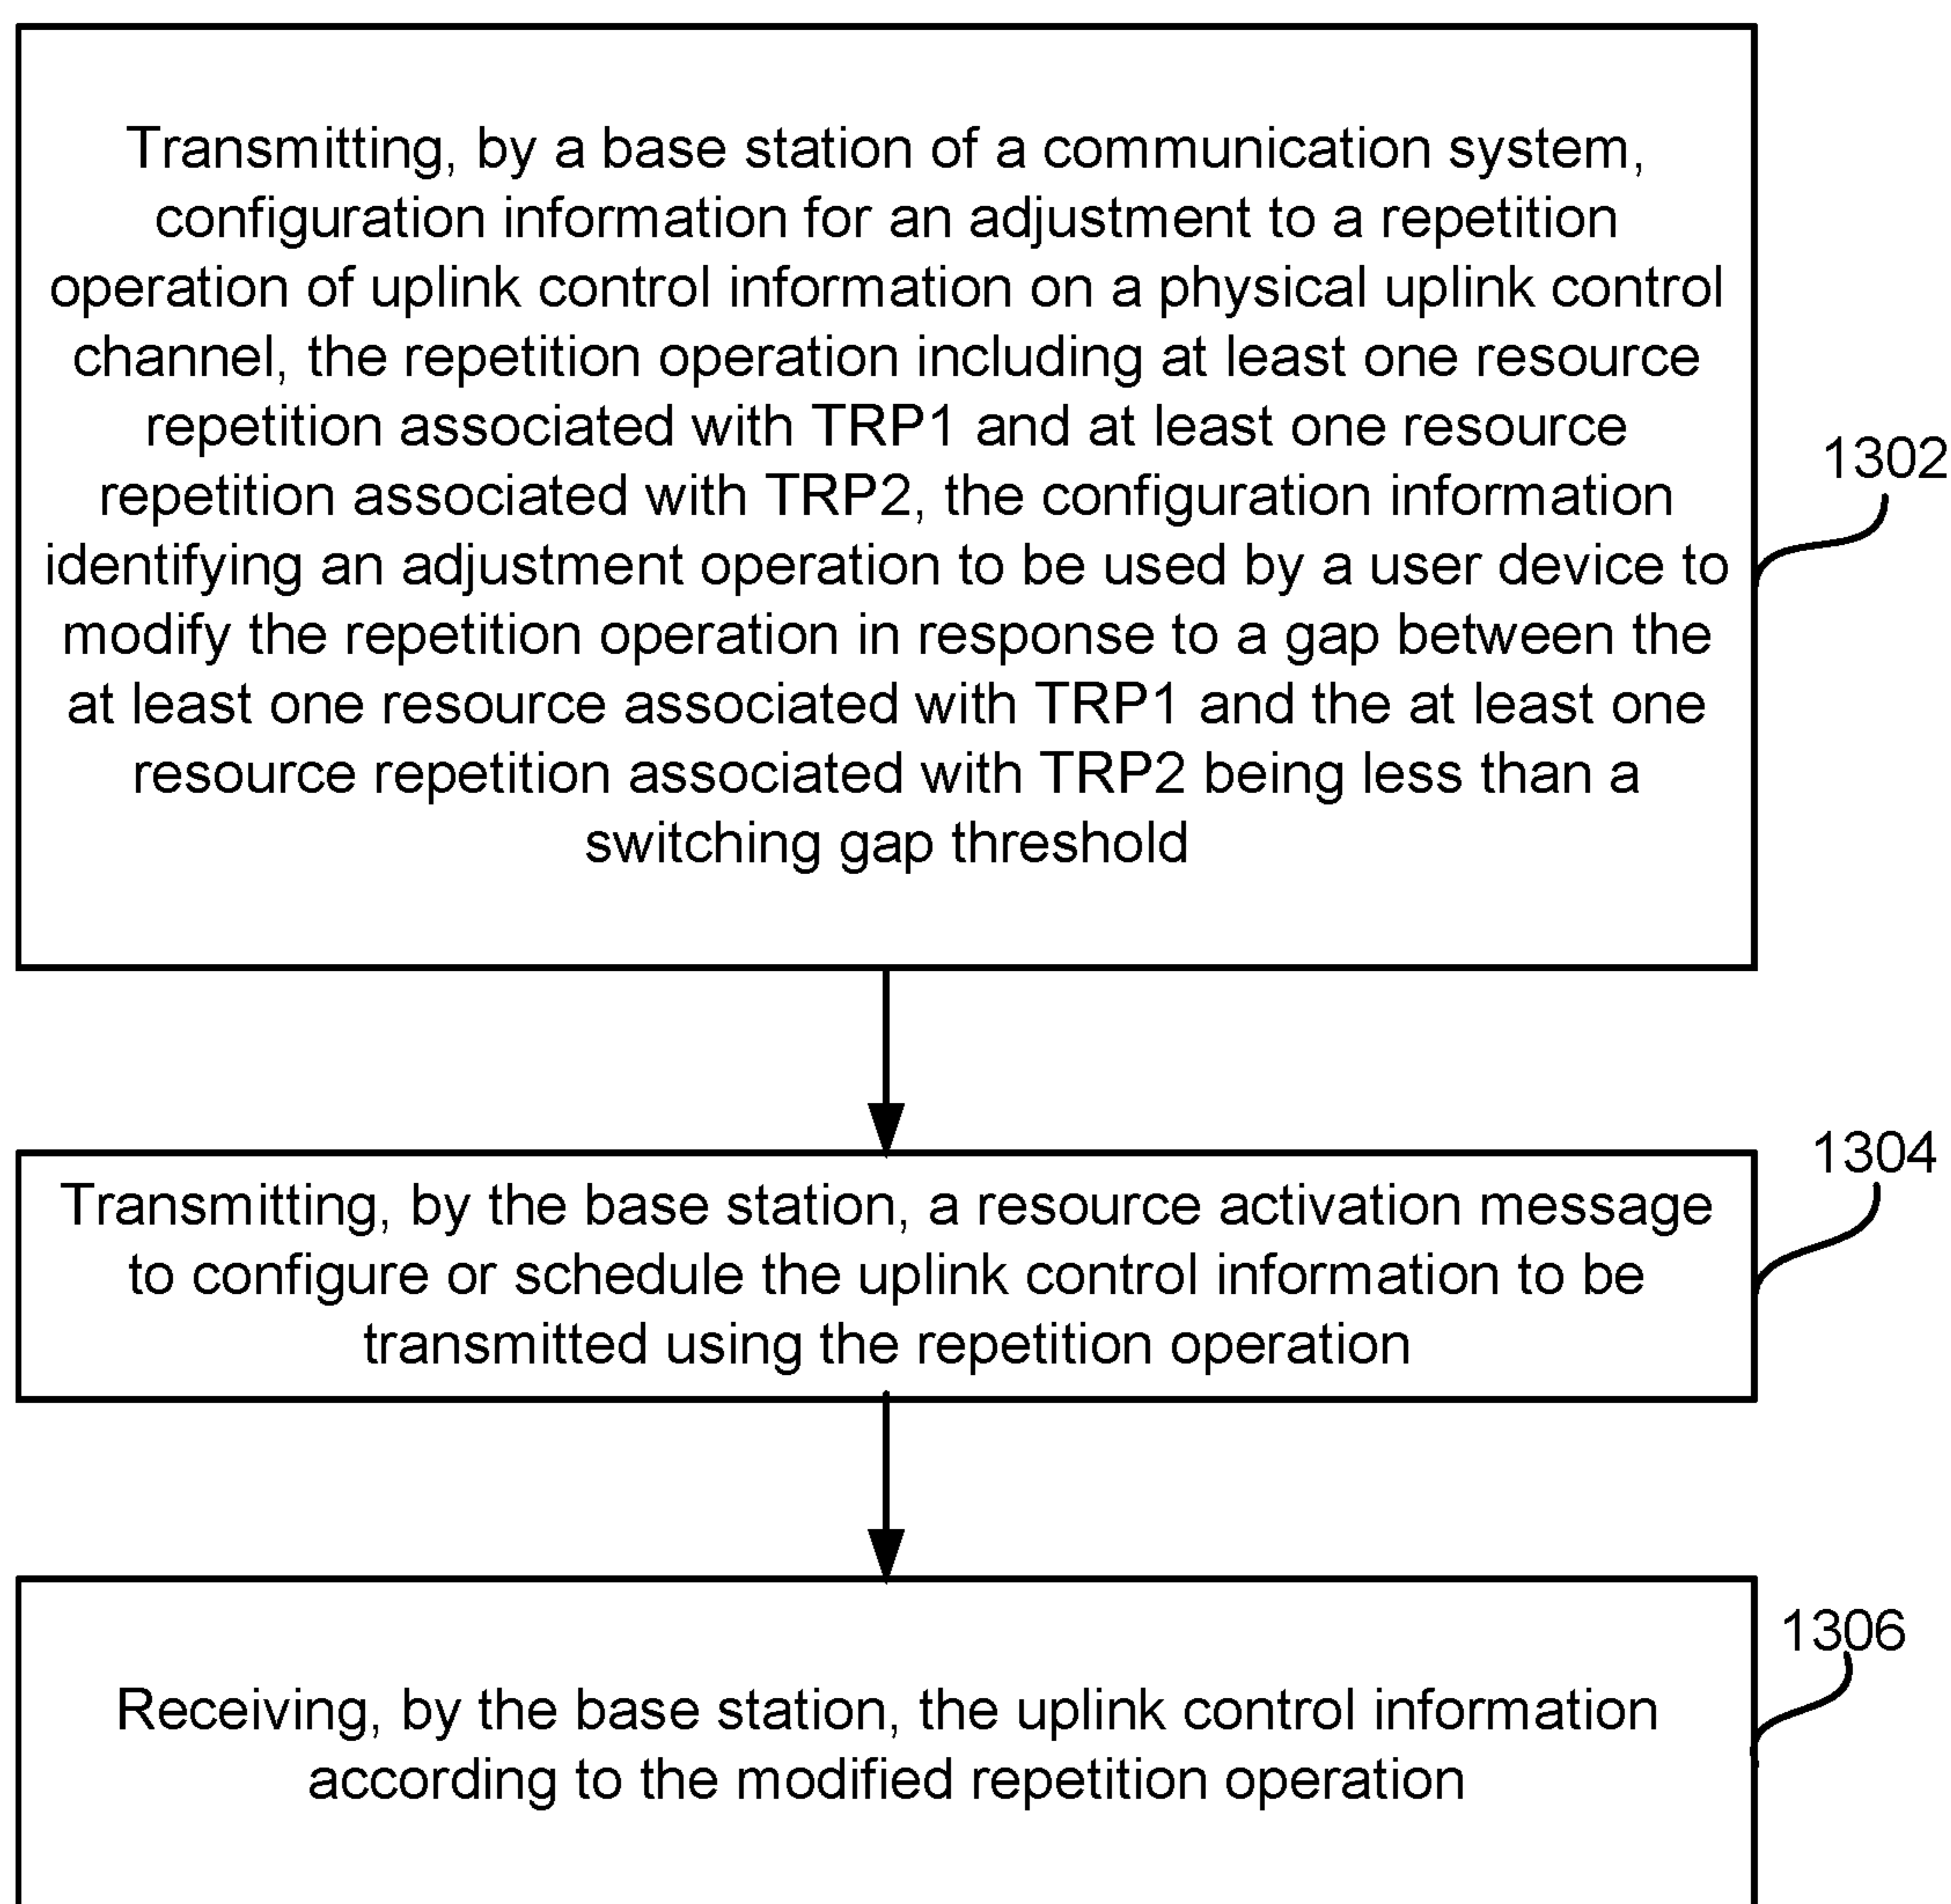 Transmitting, by a base station of a communication system,
configuration information for an adjustment to a repetition
operation of uplink control information on a physical uplink control
channel, the repetition operation including at least one resource
repetition associated with TRP1 and at least one resource
repetition associated with TRP2, the configuration information
identifying an adjustment operation to be used by a user device to
modify the repetition operation in response to a gap between the
at least one resource associated with TRP1 and the at least one
resource repetition associated with TRP2 being less than a
switching gap threshold
1302
Transmitting, by the base station, a resource activation message
to configure or schedule the uplink control information to be
transmitted using the repetition operation
1304
Receiving, by the base station, the uplink control information
according to the modified repetition operation
1306